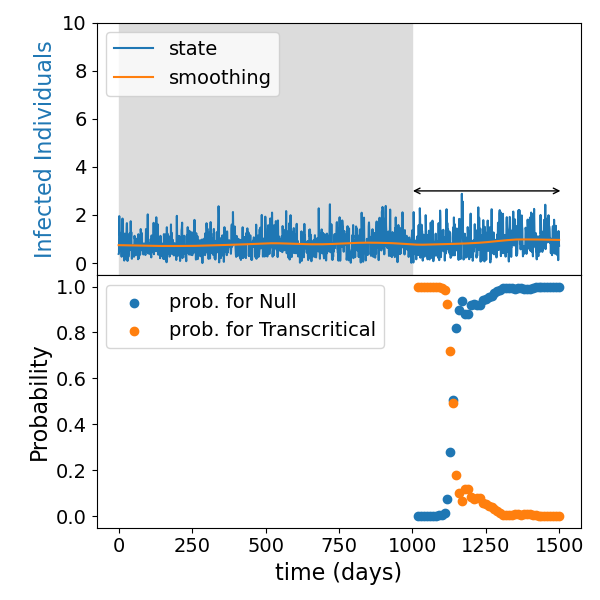 10
8
6
4
2
0
Infected Individuals
state
smoothing
1.0
0.8
0.6
0.4
0.2
0.0
Probability
prob. for Null
prob. for Transcritical
0 250 500 750 1000 1250 1500
time (days)